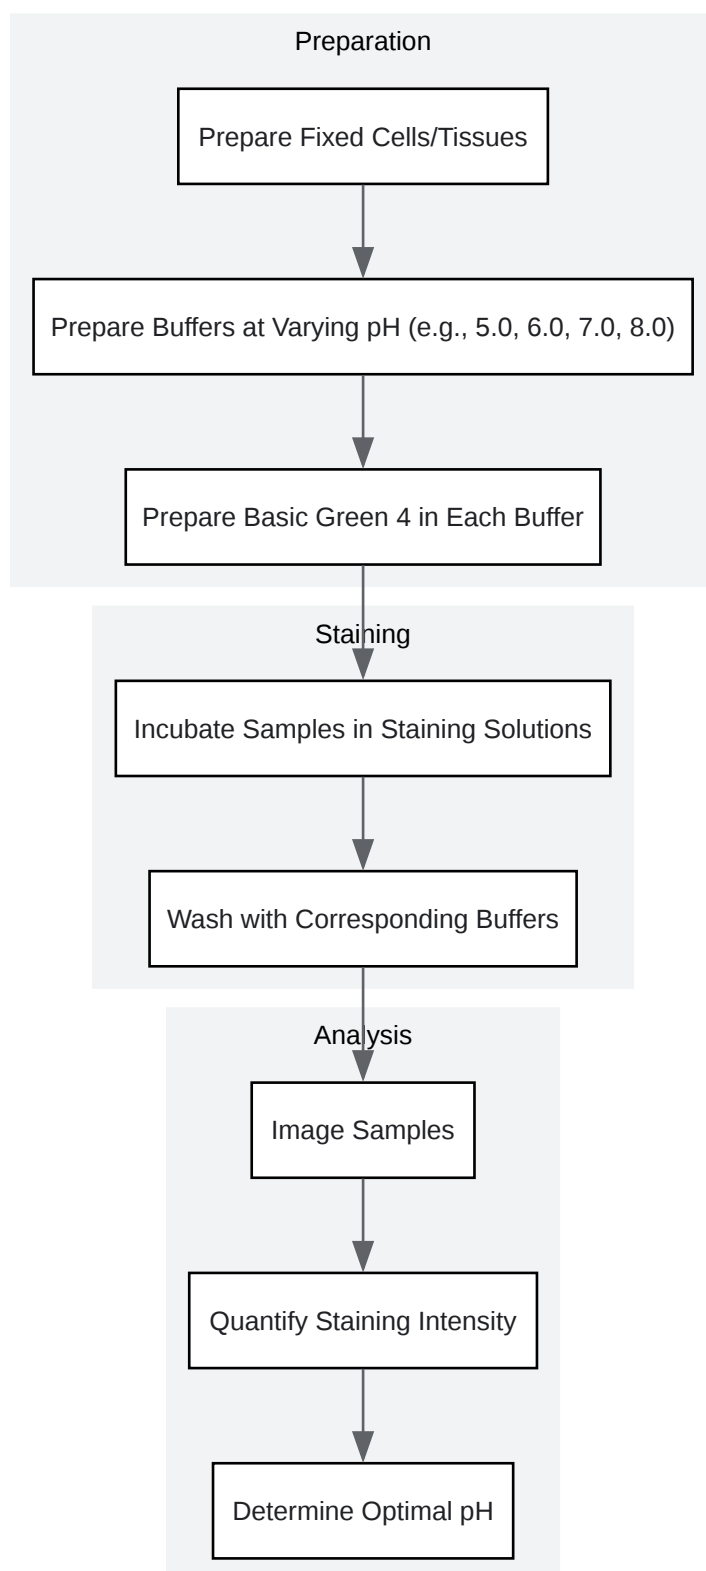 Preparation
Prepare Fixed Cells/Tissues
Prepare Buffers at Varying pH (e.g., 5.0, 6.0, 7.0, 8.0)
Prepare Basic Green 4 in Each Buffer
Staining
Incubate Samples in Staining Solutions
Wash with Corresponding Buffers
Analysis
Image Samples
Quantify Staining Intensity
Determine Optimal pH